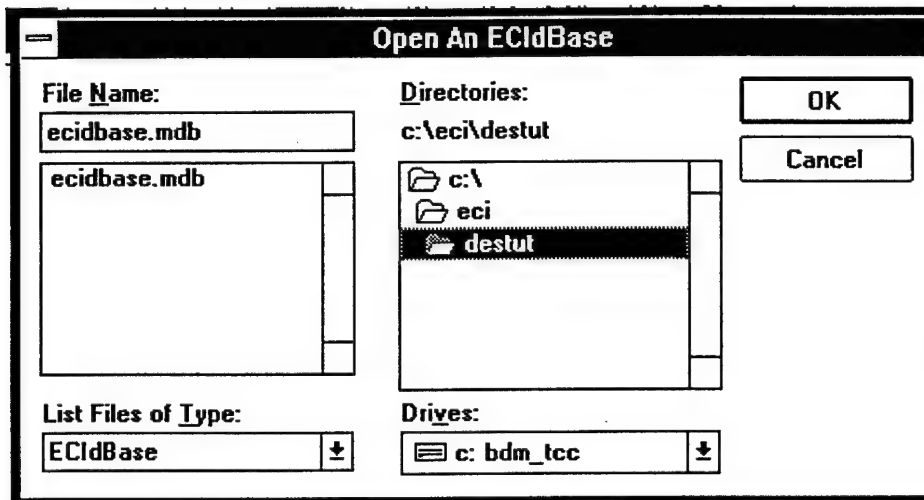 Open An ECIdBase
File Name:
ecidbase.mdb
ecidbase.mdb
List Files of Type:
ECIdBase
Directories:
c:\eci\destut
c:\
eci
destut
Drives:
c: bdm_tcc
OK
Cancel